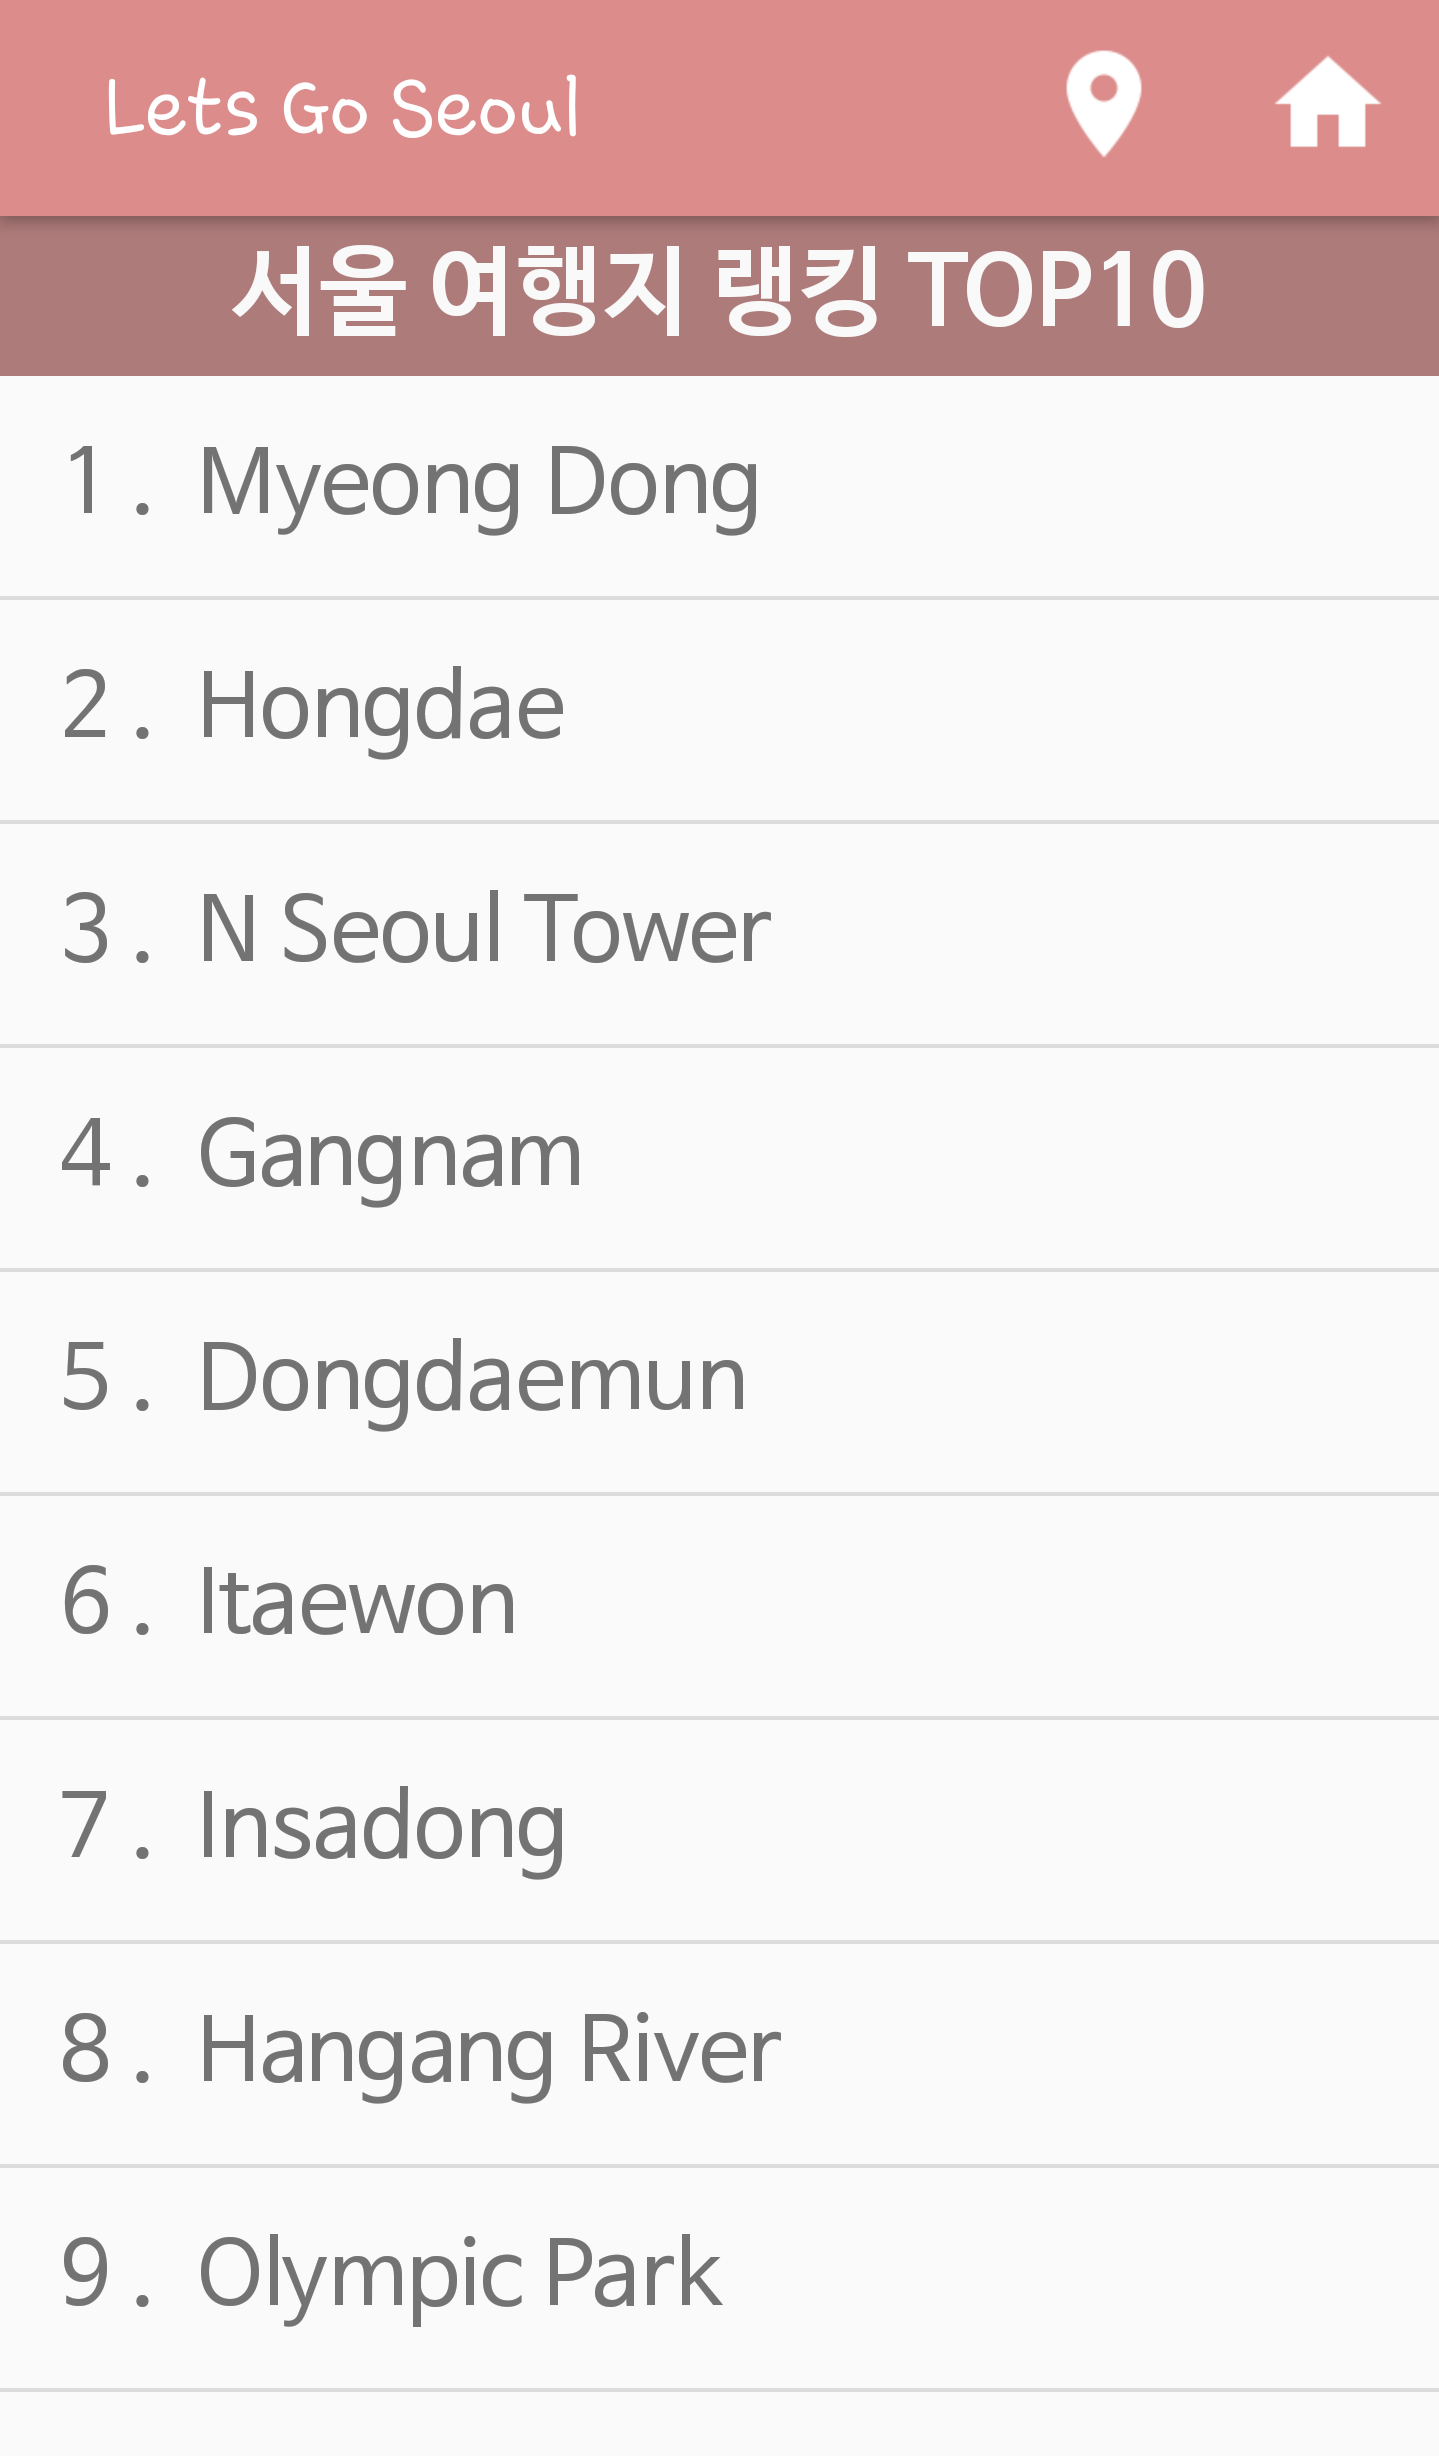 Lets Go Seoul
서울 여행지 랭킹 TOP10
1 . Myeong Dong
2 . Hongdae
3 . N Seoul Tower
4 . Gangnam
5 . Dongdaemun
6 . Itaewon
7 . Insadong
8 . Hangang River
9 . Olympic Park